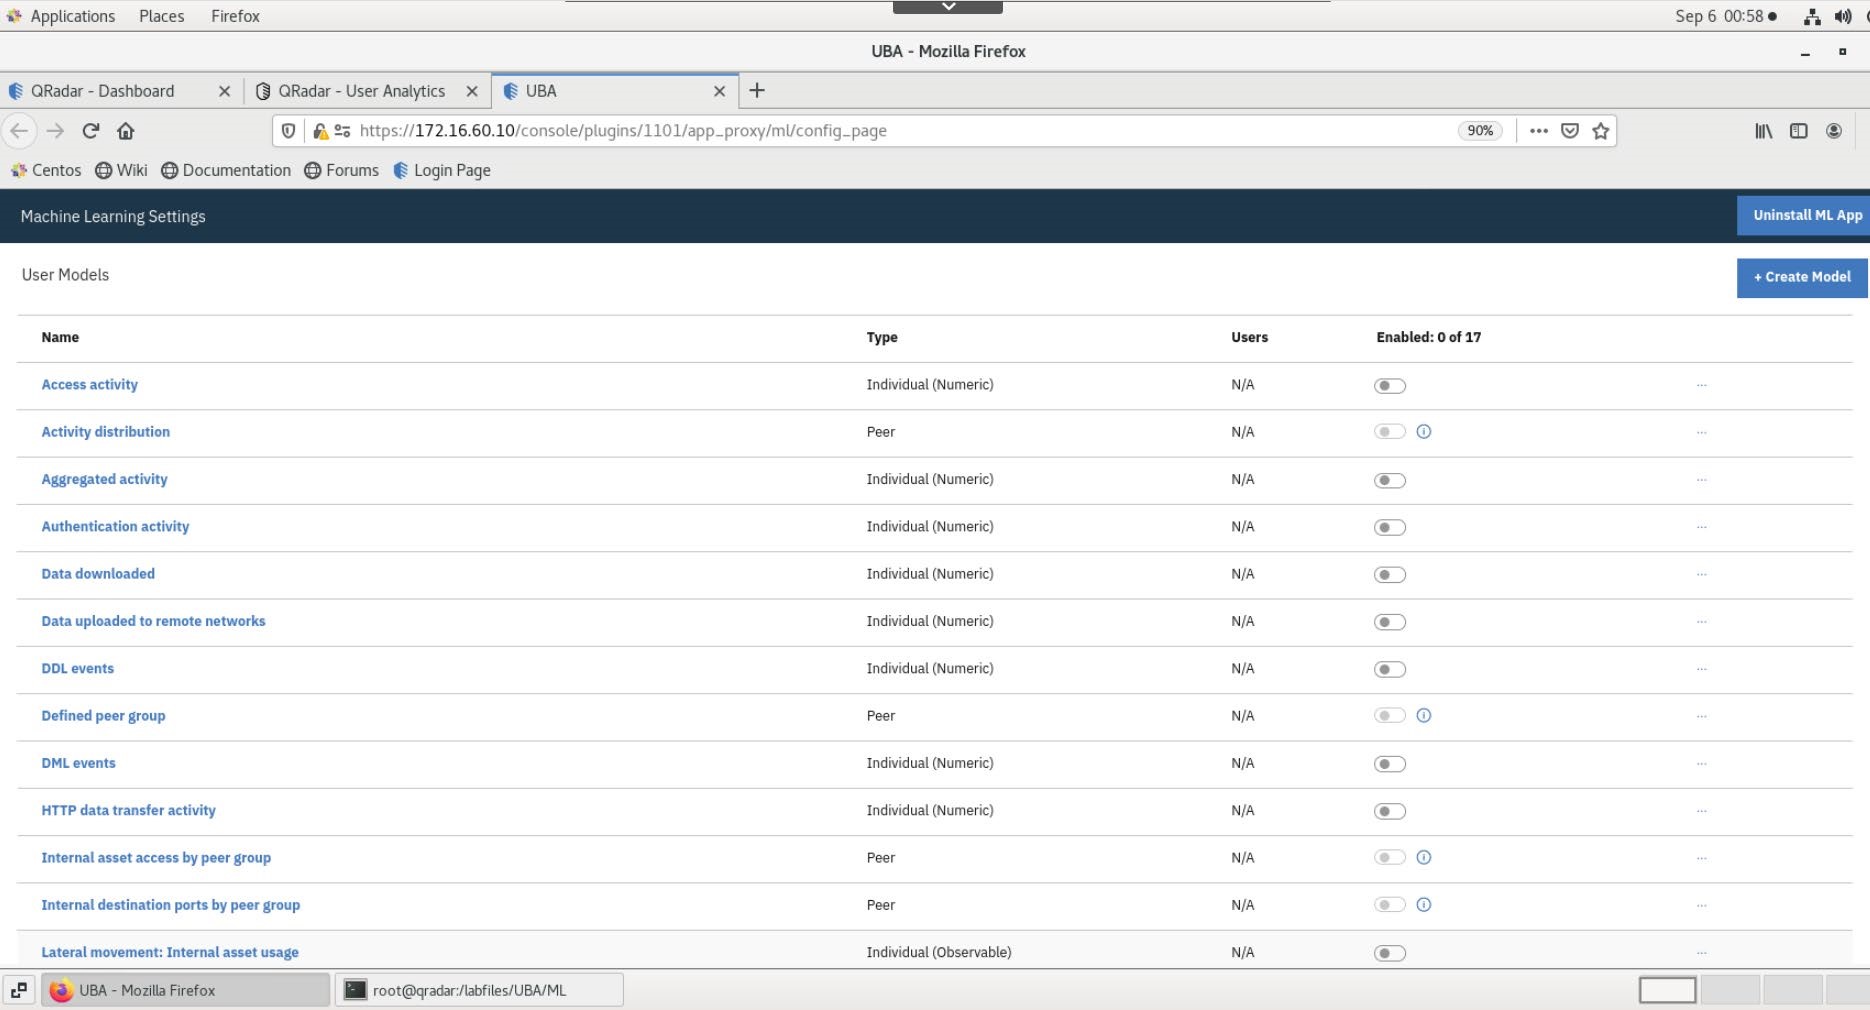 Applications Places Firefox Sep 6 00:58
UBA - Mozilla Firefox
QRadar - Dashboard QRadar - User Analytics UBA
https://172.16.60.10/console/plugins/1101/app_proxy/ml/config_page 90%
Centos Wiki Documentation Forums Login Page
Machine Learning Settings Uninstall ML App
User Models + Create Model
Name Type Users Enabled: 0 of 17
Access activity Individual (Numeric) N/A ...
Activity distribution Peer N/A ...
Aggregated activity Individual (Numeric) N/A ...
Authentication activity Individual (Numeric) N/A ...
Data downloaded Individual (Numeric) N/A ...
Data uploaded to remote networks Individual (Numeric) N/A ...
DDL events Individual (Numeric) N/A ...
Defined peer group Peer N/A ...
DML events Individual (Numeric) N/A ...
HTTP data transfer activity Individual (Numeric) N/A ...
Internal asset access by peer group Peer N/A ...
Internal destination ports by peer group Peer N/A ...
Lateral movement: Internal asset usage Individual (Observable) N/A ...
UBA - Mozilla Firefox root@qradar:/labfiles/UBA/ML